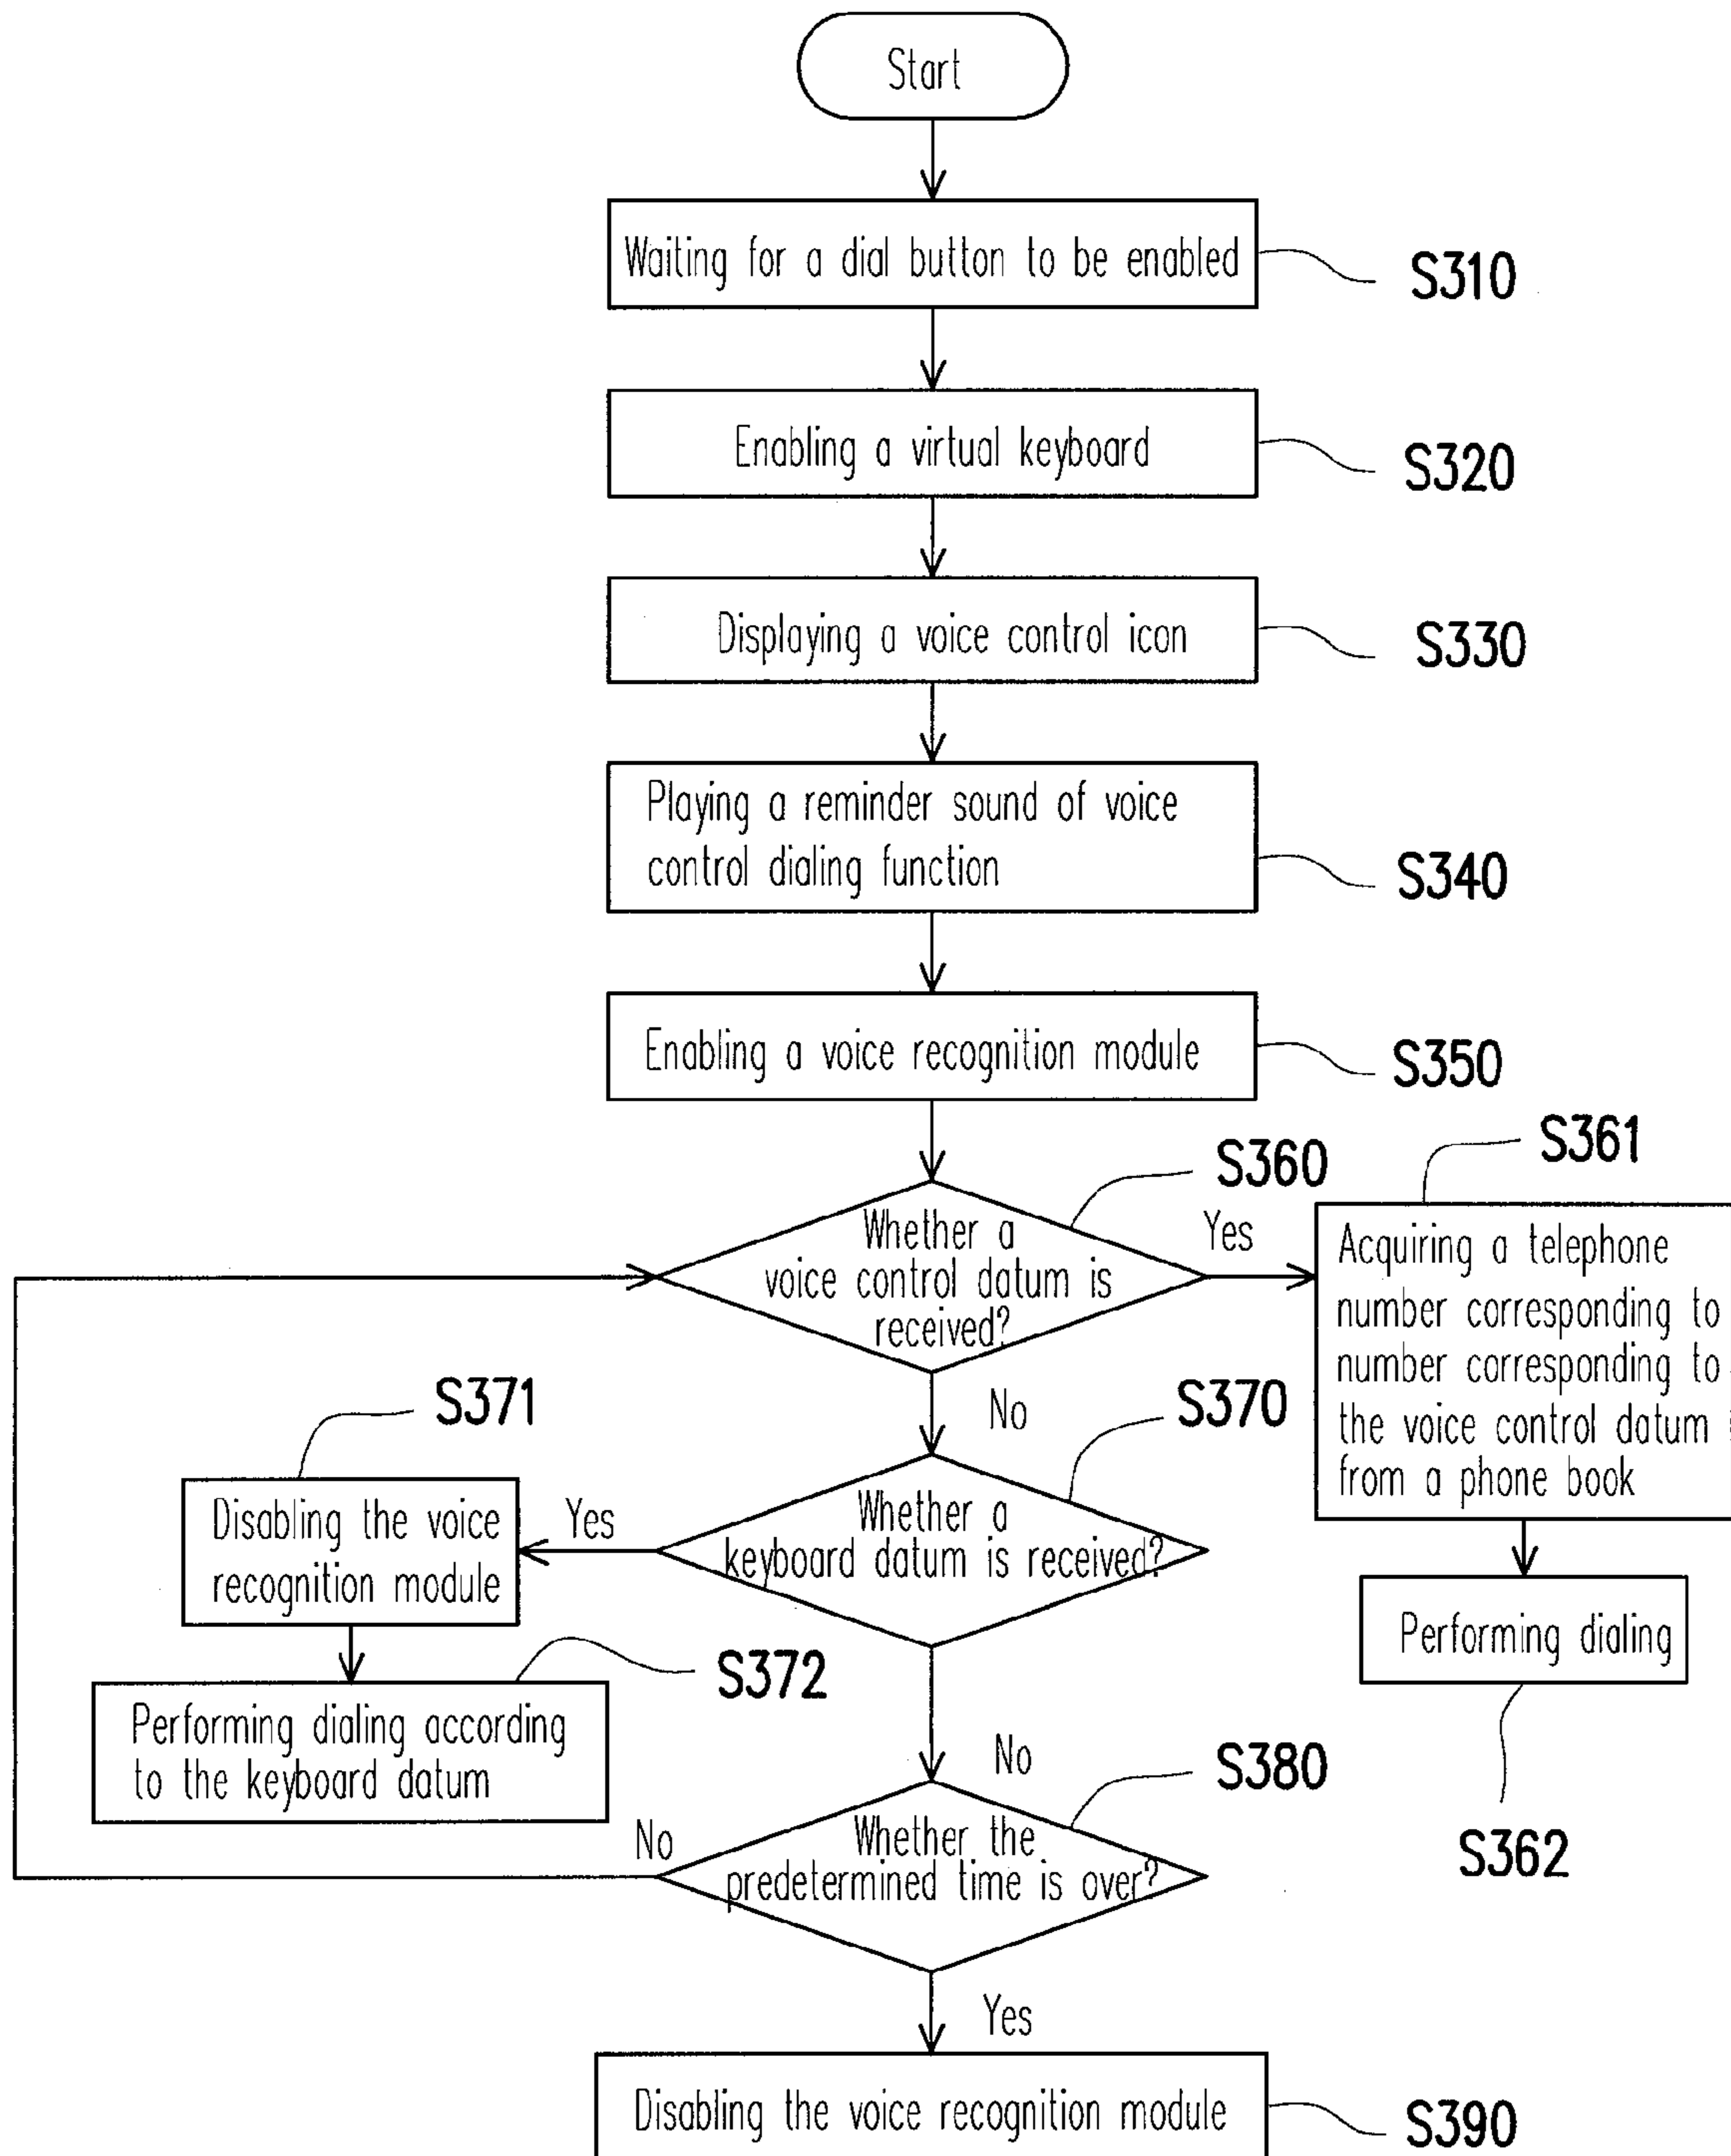 Start
Waiting for a dial button to be enabled
S310
Enabling a virtual keyboard
S320
Displaying a voice control icon
S330
Playing a reminder sound of voice
control dialing function
S340
Enabling a voice recognition module
S350
S360
Whether a
voice control datum is
received?
Yes
S361
Acquiring a telephone
number corresponding to
number corresponding to
the voice control datum
from a phone book
Performing dialing
S362
No
S370
Whether a
keyboard datum is received?
Yes
S371
Disabling the voice
recognition module
S372
Performing dialing according
to the keyboard datum
No
S380
Whether the
predetermined time is over?
No
Yes
Disabling the voice recognition module
S390